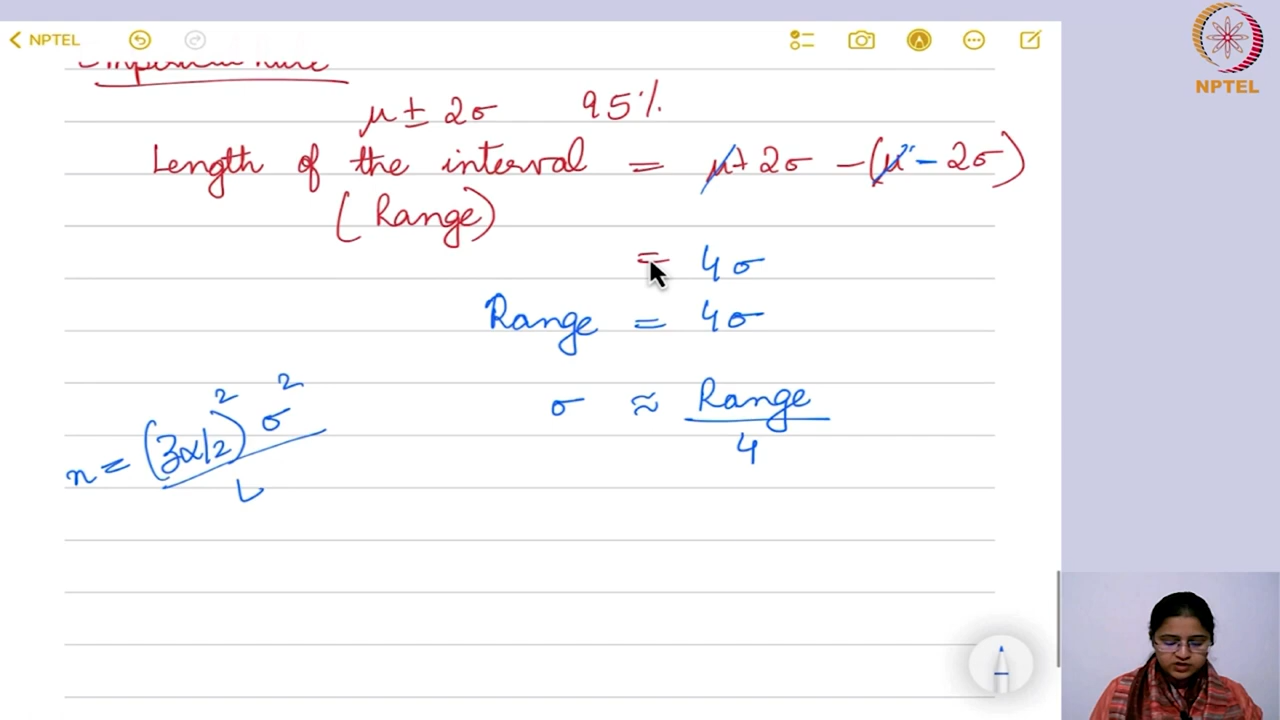 NPTEL
NPTEL
μ ± 2σ 95%
Length of the interval = μ + 2σ - (μ - 2σ)
(Range)
= 4σ
Range = 4σ
σ ≈ Range / 4
n = (zα/2)² σ² /